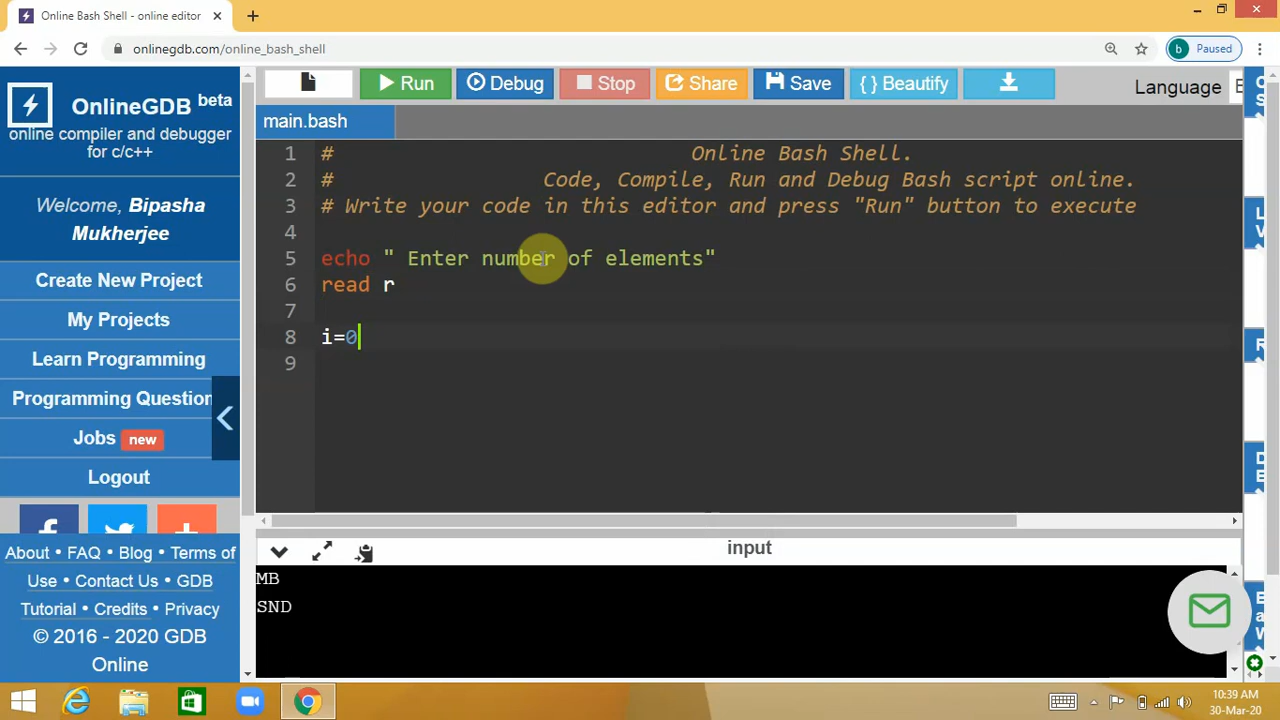 Online Bash Shell - online editor
onlinegdb.com/online_bash_shell
b Paused
OnlineGDB beta
online compiler and debugger
for c/c++
Welcome, Bipasha
Mukherjee
Create New Project
My Projects
Learn Programming
Programming Question
Jobs new
Logout
About • FAQ • Blog • Terms of
Use • Contact Us • GDB
Tutorial • Credits • Privacy
© 2016 - 2020 GDB
Online
Run Debug Stop Share Save { } Beautify Language
main.bash
1 # Online Bash Shell.
2 # Code, Compile, Run and Debug Bash script online.
3 # Write your code in this editor and press "Run" button to execute
4
5 echo " Enter number of elements"
6 read r
7
8 i=0
9
input
MB
SND
10:39 AM
30-Mar-20